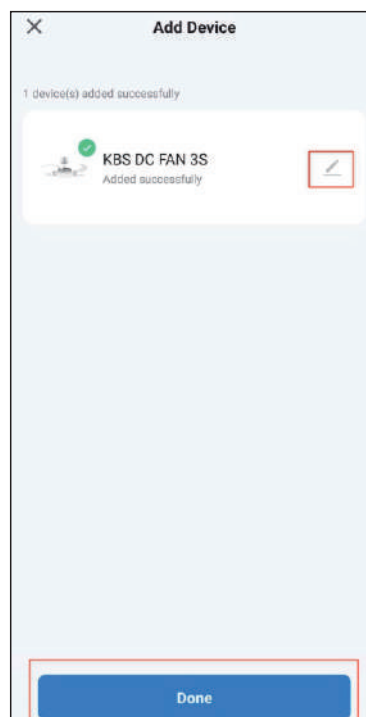 Add Device
1 device(s) added successfully
KBS DC FAN 3S
Added successfully
Done